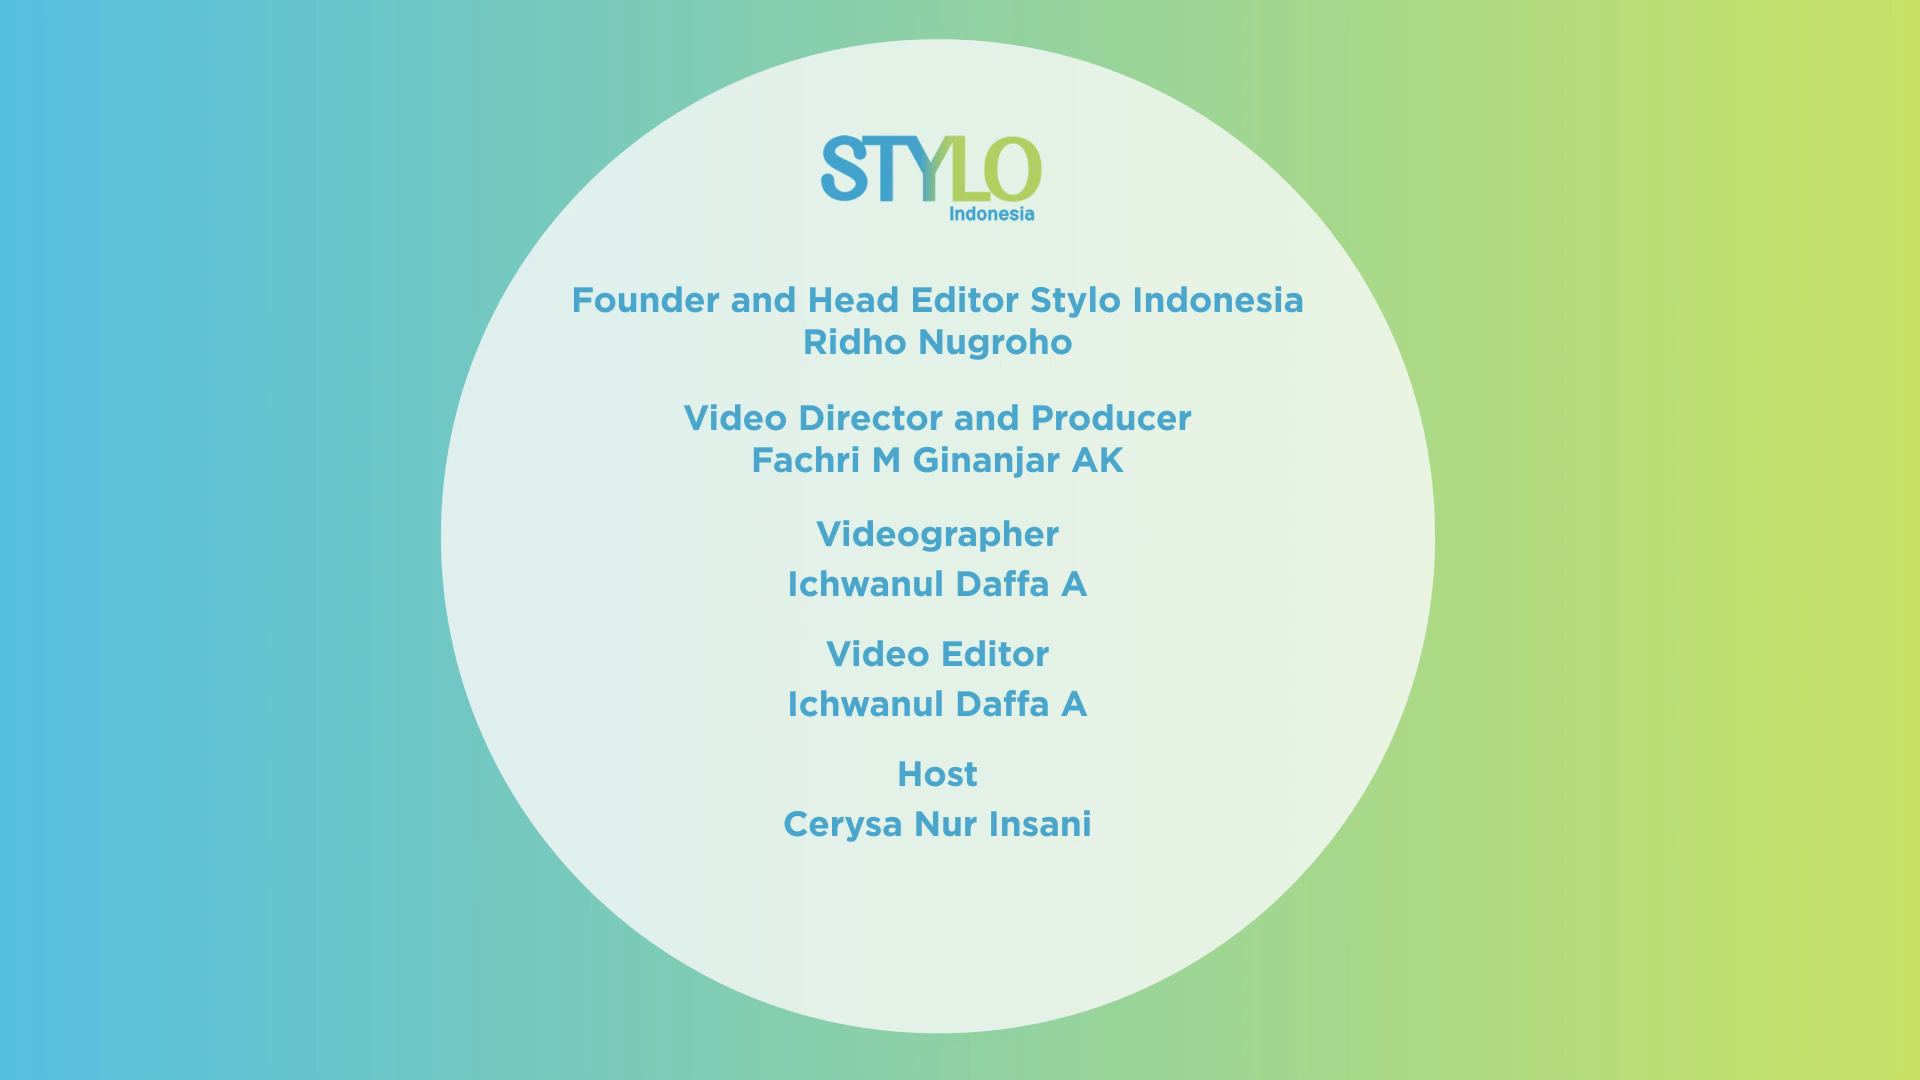 STYLO
Indonesia
Founder and Head Editor Stylo Indonesia
Ridho Nugroho
Video Director and Producer
Fachri M Ginanjar AK
Videographer
Ichwanul Daffa A
Video Editor
Ichwanul Daffa A
Host
Cerysa Nur Insani